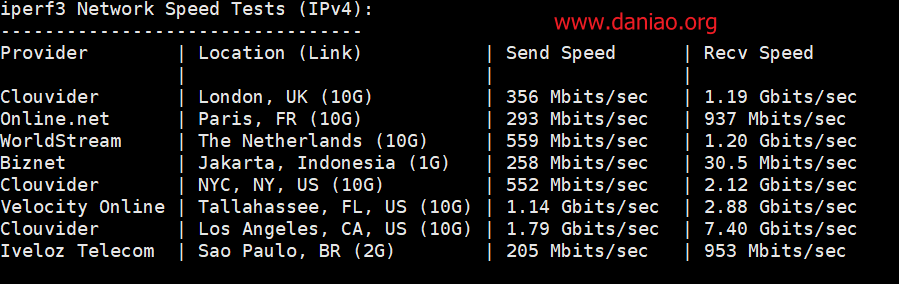 iperf3 Network Speed Tests (IPv4):
www.daniao.org
---------------------------------
Provider | Location (Link) | Send Speed | Recv Speed
| | |
Clouvider | London, UK (10G) | 356 Mbits/sec | 1.19 Gbits/sec
Online.net | Paris, FR (10G) | 293 Mbits/sec | 937 Mbits/sec
WorldStream | The Netherlands (10G) | 559 Mbits/sec | 1.20 Gbits/sec
Biznet | Jakarta, Indonesia (1G) | 258 Mbits/sec | 30.5 Mbits/sec
Clouvider | NYC, NY, US (10G) | 552 Mbits/sec | 2.12 Gbits/sec
Velocity Online | Tallahassee, FL, US (10G) | 1.14 Gbits/sec | 2.88 Gbits/sec
Clouvider | Los Angeles, CA, US (10G) | 1.79 Gbits/sec | 7.40 Gbits/sec
Iveloz Telecom | Sao Paulo, BR (2G) | 205 Mbits/sec | 953 Mbits/sec